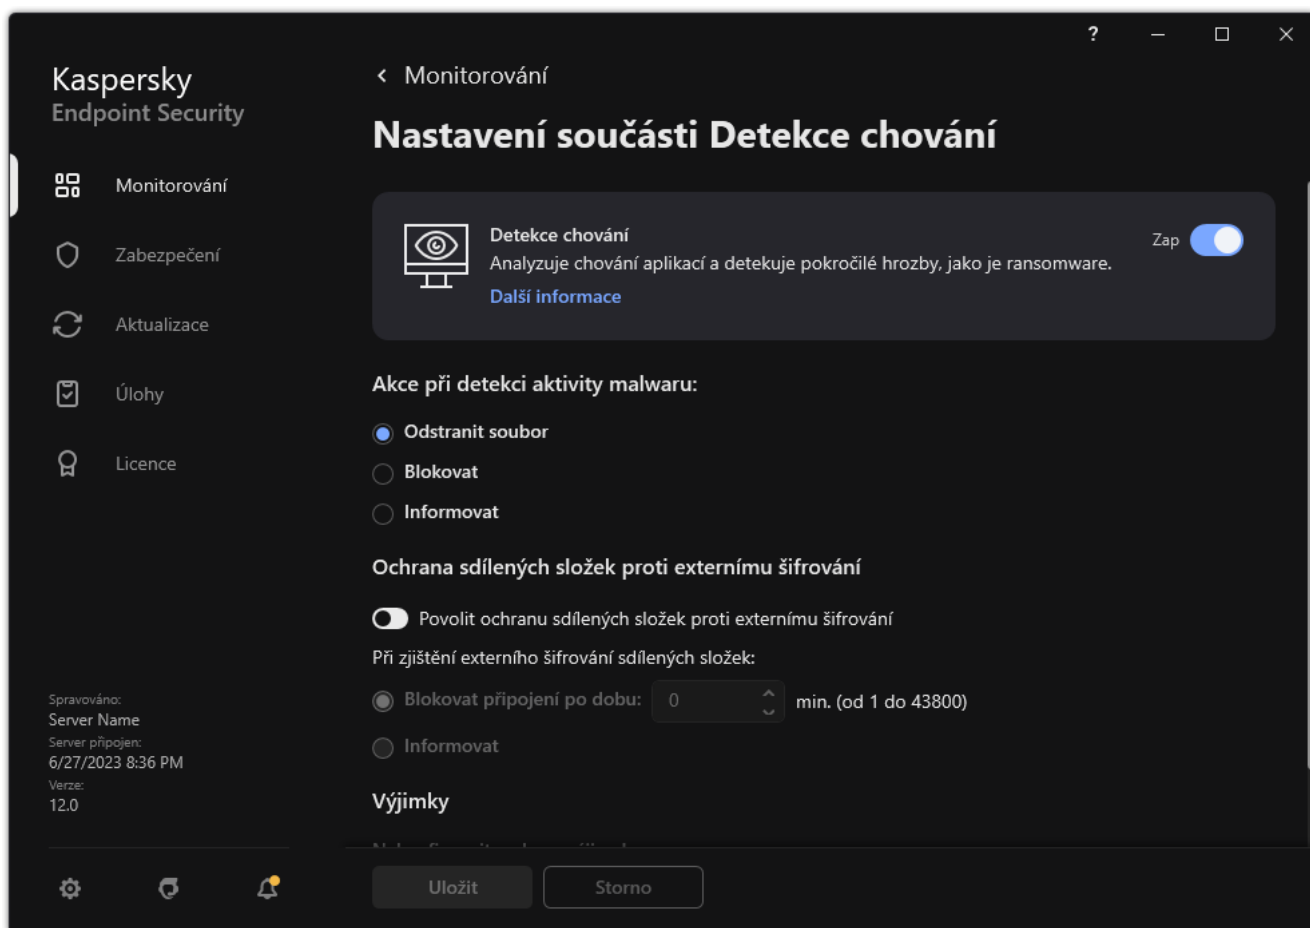 ?
Kaspersky
Endpoint Security
Monitorování
Zabezpečení
Aktualizace
Úlohy
Licence
Spravováno:
Server Name
Server připojen:
6/27/2023 8:36 PM
Verze:
12.0
Monitorování
Nastavení součásti Detekce chování
Detekce chování
Zap
Analyzuje chování aplikací a detekuje pokročilé hrozby, jako je ransomware.
Další informace
Akce při detekci aktivity malwaru:
Odstranit soubor
Blokovat
Informovat
Ochrana sdílených složek proti externímu šifrování
Povolit ochranu sdílených složek proti externímu šifrování
Při zjištění externího šifrování sdílených složek:
Blokovat připojení po dobu: 0 min. (od 1 do 43800)
Informovat
Výjimky
Uložit
Storno